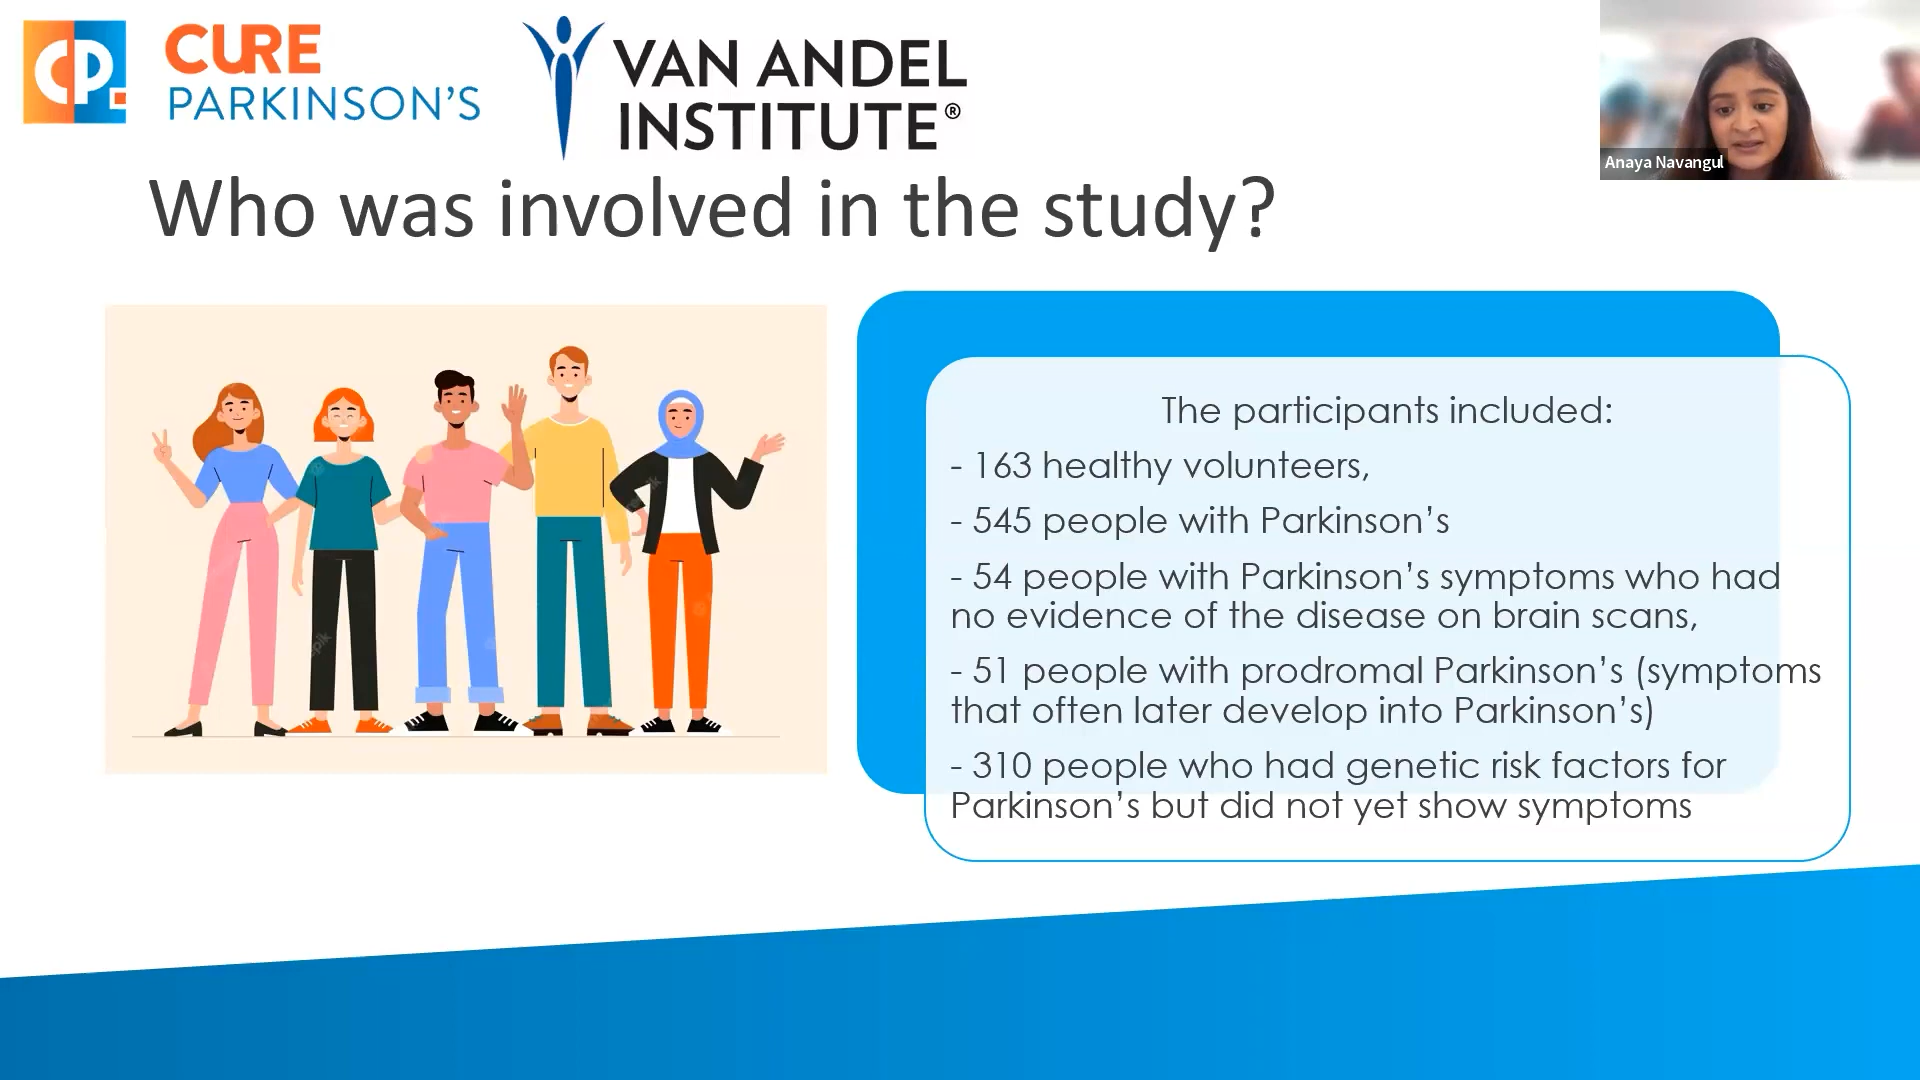 CP.
CURE
PARKINSON'S
VAN ANDEL
INSTITUTE®
Anaya Navangul
Who was involved in the study?
The participants included:
- 163 healthy volunteers,
- 545 people with Parkinson’s
- 54 people with Parkinson’s symptoms who had
no evidence of the disease on brain scans,
- 51 people with prodromal Parkinson’s (symptoms
that often later develop into Parkinson’s)
- 310 people who had genetic risk factors for
Parkinson’s but did not yet show symptoms